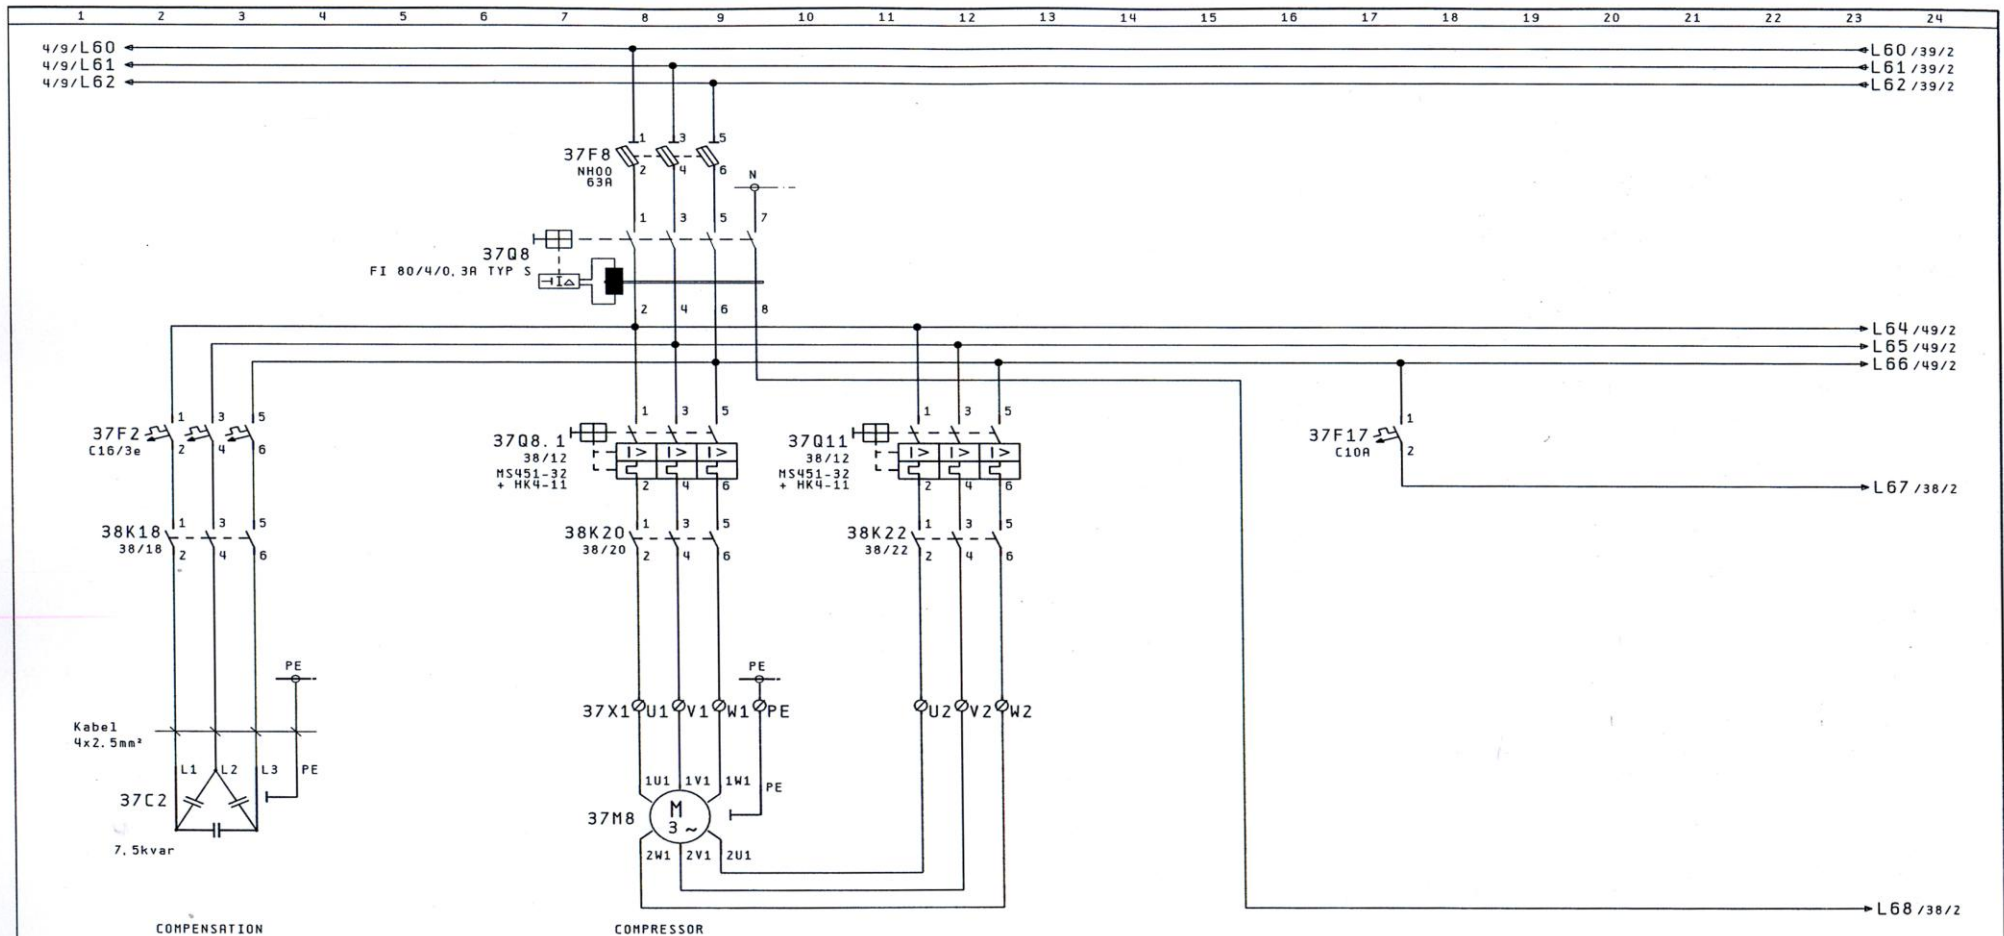 1 2 3 4 5 6 7 8 9 10 11 12 13 14 15 16 17 18 19 20 21 22 23 24
4/9/L60 L60/39/2
4/9/L61 L61/39/2
4/9/L62 L62/39/2
1 3 5
37F8
NH00
63A
2 4 6
N
1 3 5 7
37Q8
FI 80/4/0,3A TYP S
I△
2 4 6 8
L64/49/2
L65/49/2
L66/49/2
1 3 5
37F2
C16/3e
2 4 6
1 3 5
37Q8.1
38/12
MS451-32
+ HK4-11
I> I> I>
2 4 6
1 3 5
37Q11
38/12
MS451-32
+ HK4-11
I> I> I>
2 4 6
1
37F17
C10A
2
L67/38/2
1 3 5
38K18
38/18
2 4 6
1 3 5
38K20
38/20
2 4 6
1 3 5
38K22
38/22
2 4 6
PE
PE
37X1 U1 V1 W1 PE
U2 V2 W2
Kabel
4x2.5mm²
L1 L2 L3 PE
37C2
7,5kvar
1U1 1V1 1W1
PE
37M8
M
3 ~
2W1 2V1 2U1
L68/38/2
COMPENSATION
COMPRESSOR